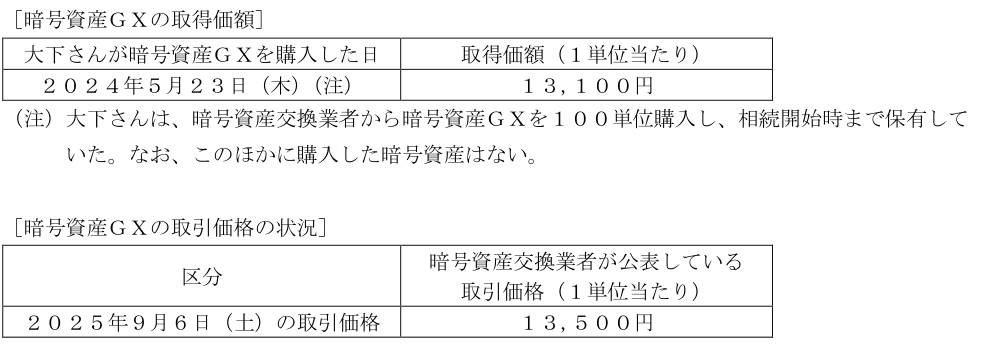 ［暗号資産ＧＸの取得価額］
大下さんが暗号資産ＧＸを購入した日 取得価額（１単位当たり）
２０２４年５月２３日（木）（注） １３，１００円
（注）大下さんは、暗号資産交換業者から暗号資産ＧＸを１００単位購入し、相続開始時まで保有して
いた。なお、このほかに購入した暗号資産はない。
［暗号資産ＧＸの取引価格の状況］
区分 暗号資産交換業者が公表している
取引価格（１単位当たり）
２０２５年９月６日（土）の取引価格 １３，５００円